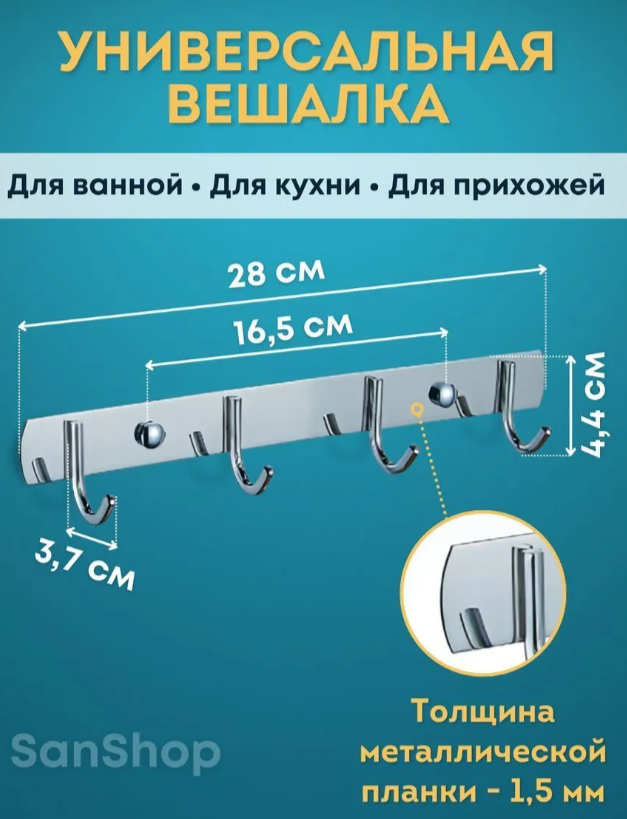 УНИВЕРСАЛЬНАЯ
ВЕШАЛКА
Для ванной • Для кухни • Для прихожей
28 см
16,5 см
4,4 см
3,7 см
Толщина
металлической
планки - 1,5 мм
SanShop